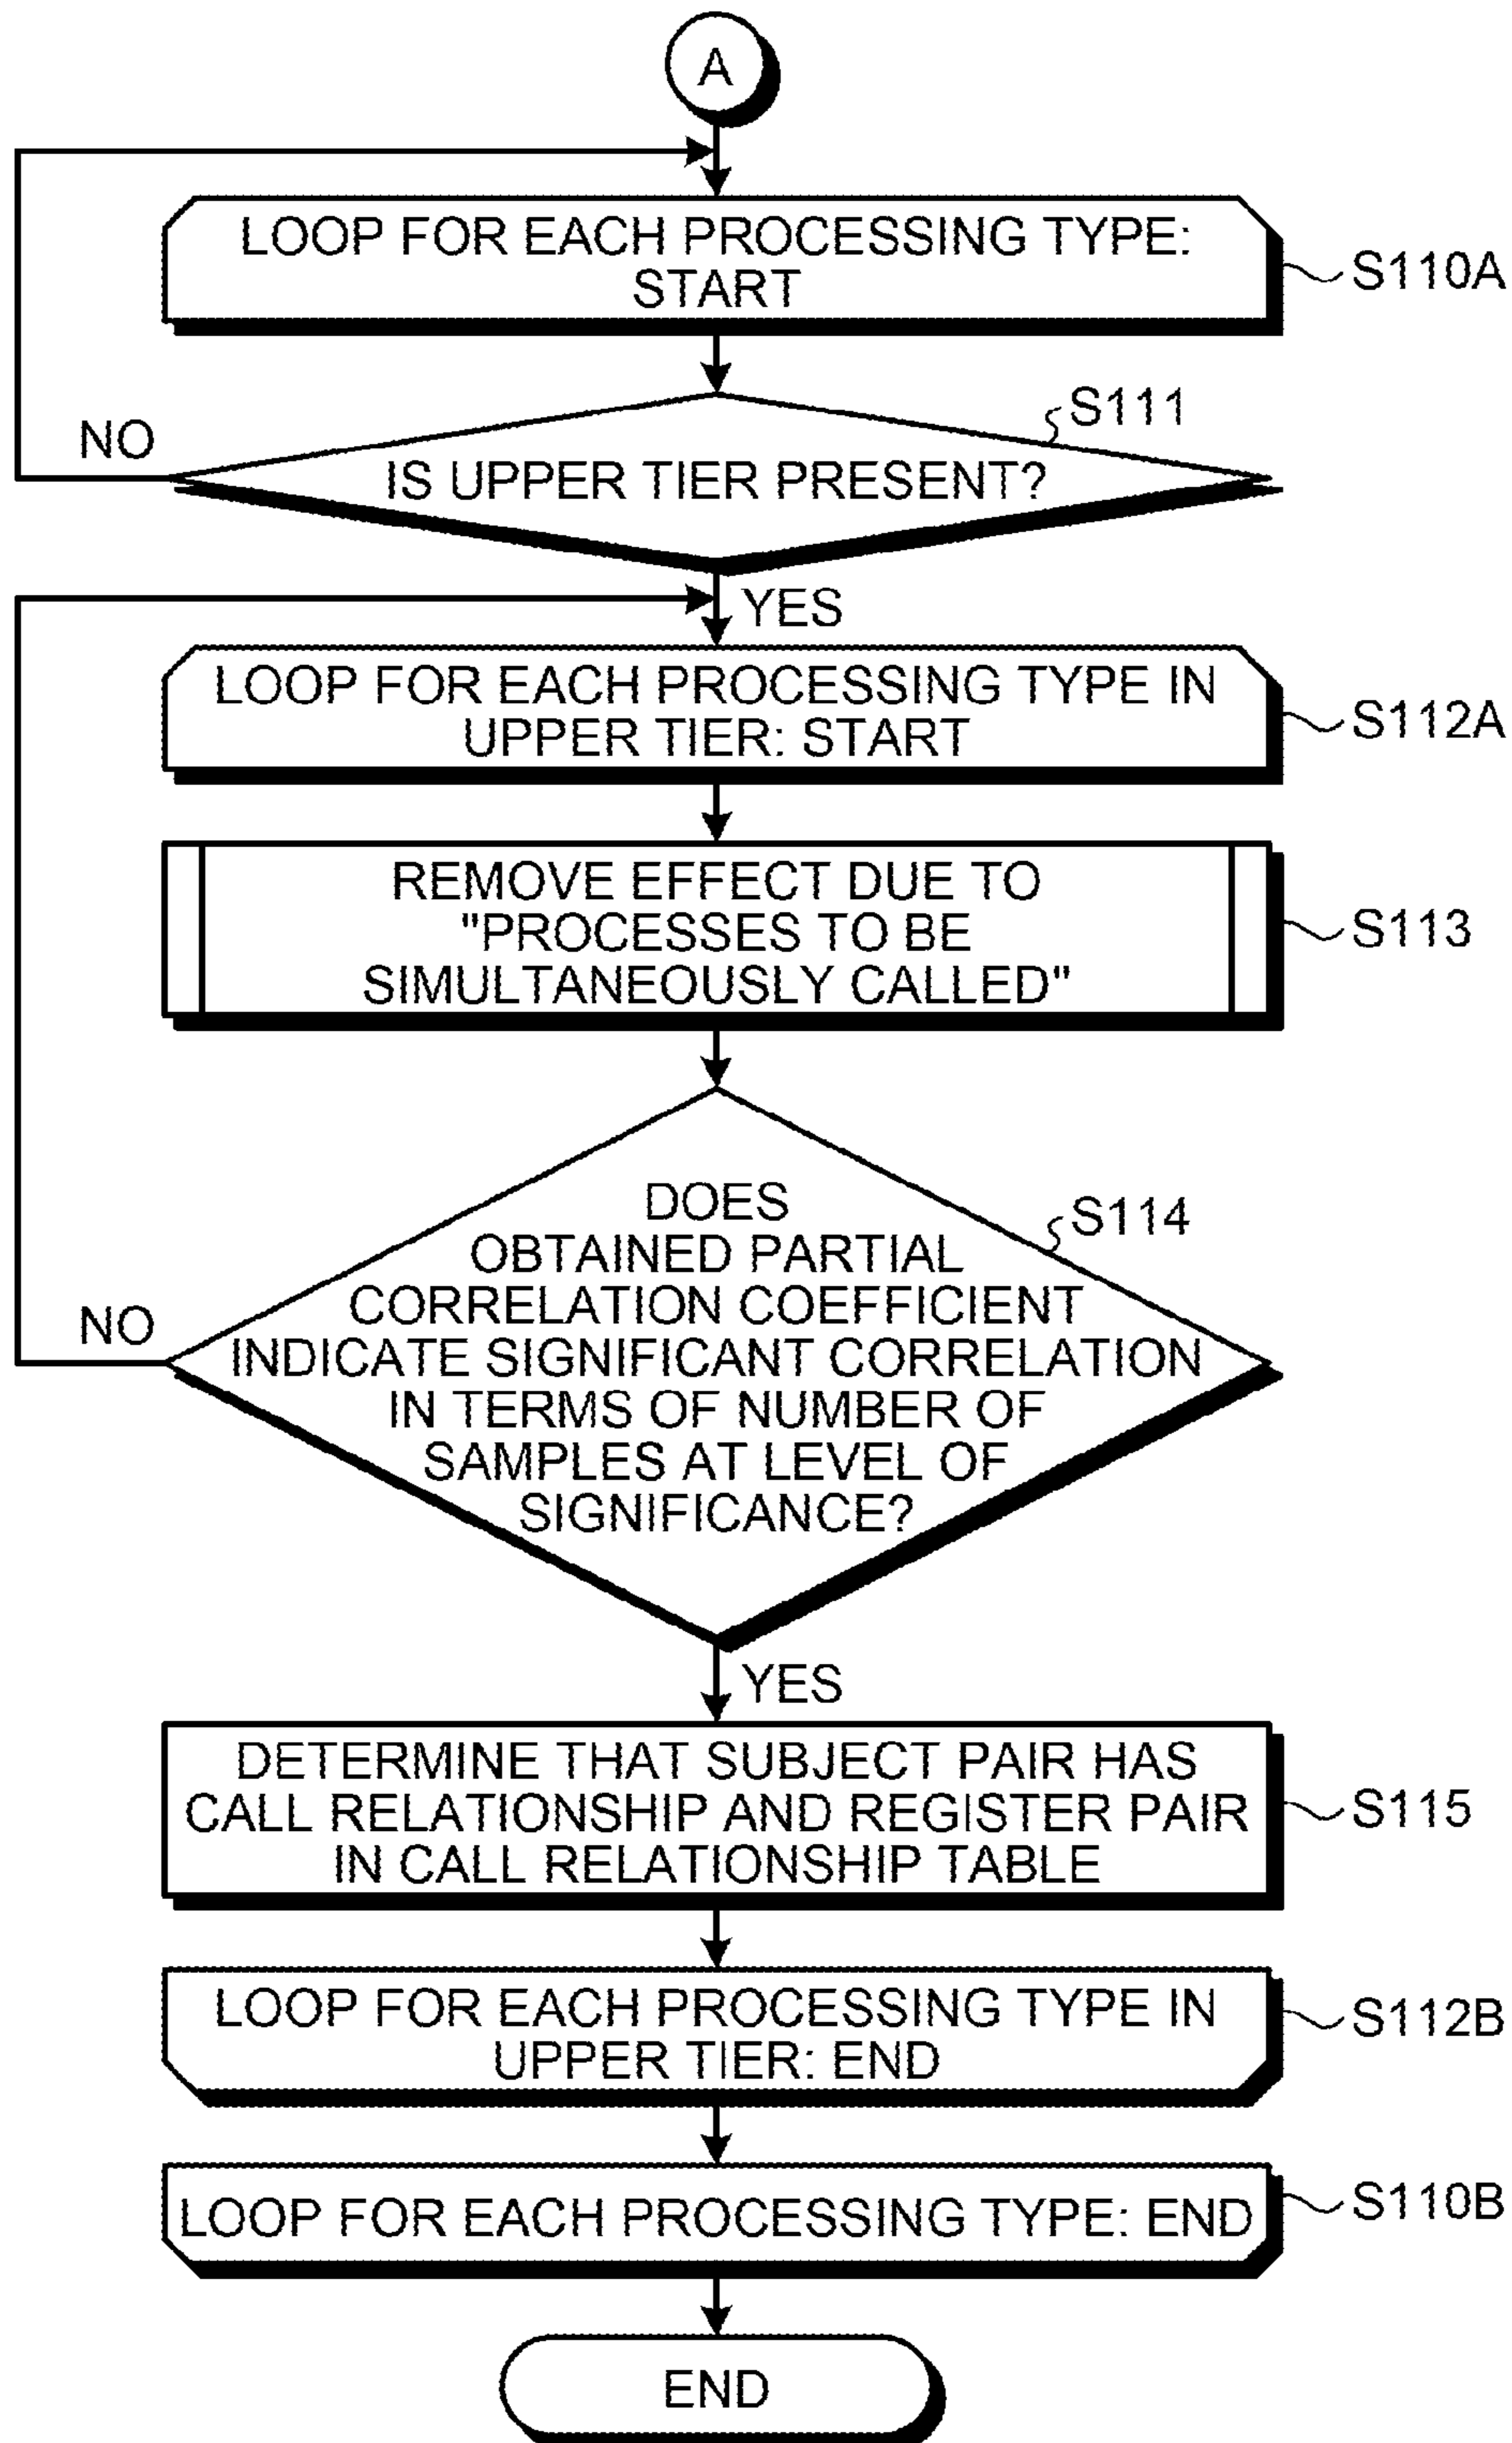 A
LOOP FOR EACH PROCESSING TYPE:
START
S110A
S111
NO
IS UPPER TIER PRESENT?
YES
LOOP FOR EACH PROCESSING TYPE IN
UPPER TIER: START
S112A
REMOVE EFFECT DUE TO
"PROCESSES TO BE
SIMULTANEOUSLY CALLED"
S113
DOES
OBTAINED PARTIAL
CORRELATION COEFFICIENT
INDICATE SIGNIFICANT CORRELATION
IN TERMS OF NUMBER OF
SAMPLES AT LEVEL OF
SIGNIFICANCE?
S114
NO
YES
DETERMINE THAT SUBJECT PAIR HAS
CALL RELATIONSHIP AND REGISTER PAIR
IN CALL RELATIONSHIP TABLE
S115
LOOP FOR EACH PROCESSING TYPE IN
UPPER TIER: END
S112B
LOOP FOR EACH PROCESSING TYPE: END
S110B
END